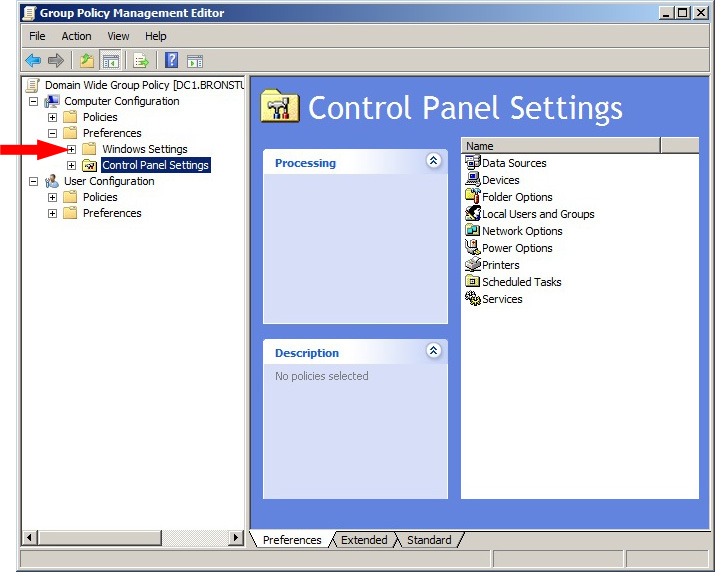 Group Policy Management Editor
File Action View Help
Domain Wide Group Policy [DC1.BRONSTU
Computer Configuration
Policies
Preferences
Windows Settings
Control Panel Settings
User Configuration
Policies
Preferences
Control Panel Settings
Processing
Description
No policies selected
Name
Data Sources
Devices
Folder Options
Local Users and Groups
Network Options
Power Options
Printers
Scheduled Tasks
Services
Preferences Extended Standard